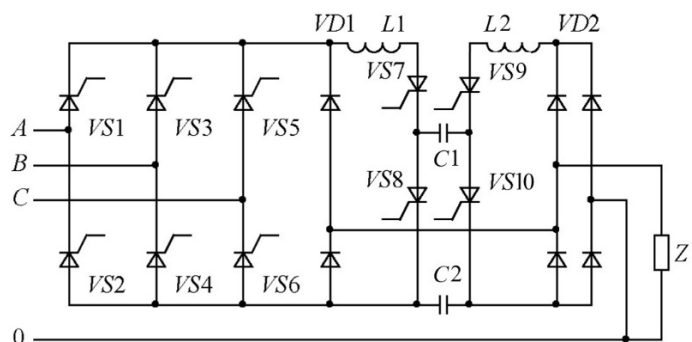 VD1 L1 L2 VD2
VS7 VS9
A VS1 VS3 VS5
B C1
C VS8 VS10
Z
VS2 VS4 VS6 C2
0